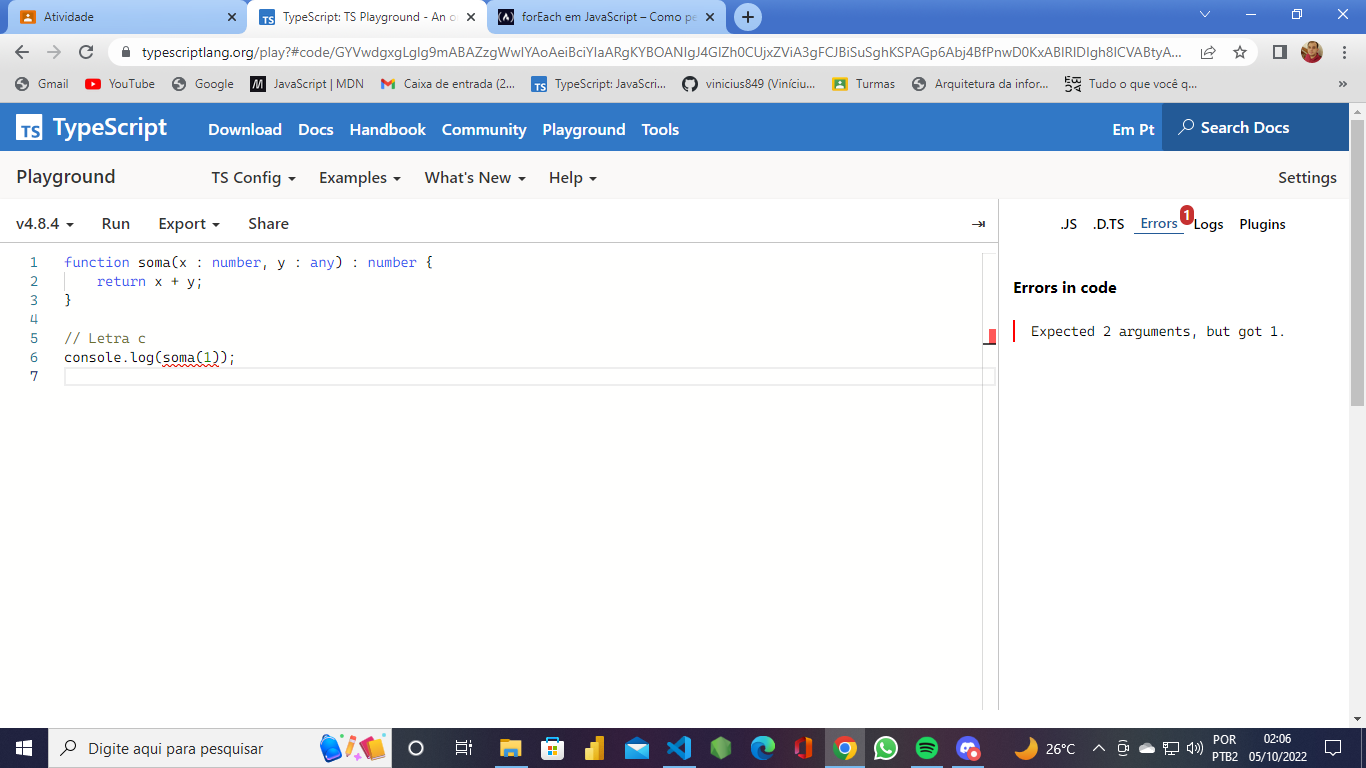 Atividade
TypeScript: TS Playground - An o
forEach em JavaScript – Como pe
typescriptlang.org/play?#code/
Gmail
YouTube
Google
JavaScript | MDN
Caixa de entrada (2...
TypeScript: JavaScri...
vinicius849 (Viníciu...
Turmas
Arquitetura da infor...
Tudo o que você q...
»
TS TypeScript
Download Docs Handbook Community Playground Tools
Em Pt
Search Docs
Playground
TS Config
Examples
What's New
Help
Settings
v4.8.4
Run
Export
Share
.JS
.D.TS
Errors
1
Logs
Plugins
1 function soma(x : number, y : any) : number {
2 return x + y;
3 }
4
5 // Letra c
6 console.log(soma(1));
7
Errors in code
Expected 2 arguments, but got 1.
Digite aqui para pesquisar
26°C
POR
PTB2
02:06
05/10/2022